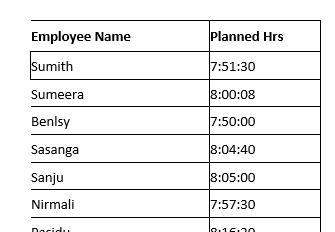 Employee Name Planned Hrs
Sumith 7:51:30
Sumeera 8:00:08
Benlsy 7:50:00
Sasanga 8:04:40
Sanju 8:05:00
Nirmali 7:57:30